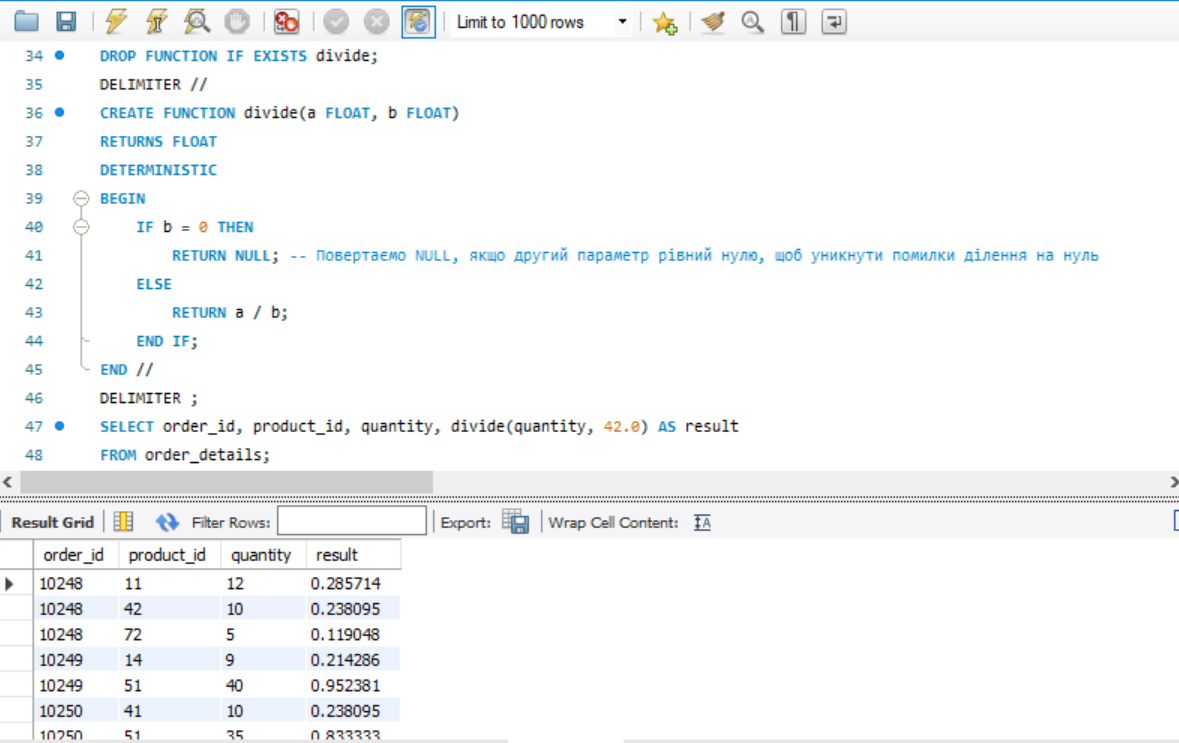 Limit to 1000 rows
34 DROP FUNCTION IF EXISTS divide;
35 DELIMITER //
36 CREATE FUNCTION divide(a FLOAT, b FLOAT)
37 RETURNS FLOAT
38 DETERMINISTIC
39 BEGIN
40 IF b = 0 THEN
41 RETURN NULL; -- Повертаємо NULL, якщо другий параметр рівний нулю, щоб уникнути помилки ділення на нуль
42 ELSE
43 RETURN a / b;
44 END IF;
45 END //
46 DELIMITER ;
47 SELECT order_id, product_id, quantity, divide(quantity, 42.0) AS result
48 FROM order_details;
Result Grid Filter Rows: Export: Wrap Cell Content:
order_id product_id quantity result
10248 11 12 0.285714
10248 42 10 0.238095
10248 72 5 0.119048
10249 14 9 0.214286
10249 51 40 0.952381
10250 41 10 0.238095
10250 51 35 0.833333